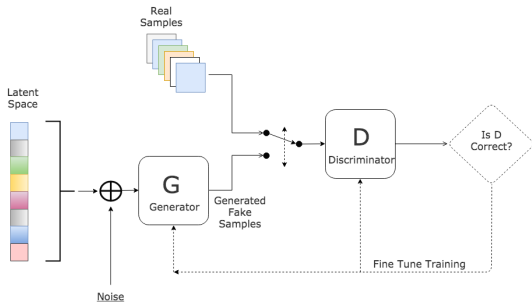 Real
Samples
Latent
Space
D
Discriminator
Is D
Correct?
G
Generator
Generated
Fake
Samples
Fine Tune Training
Noise